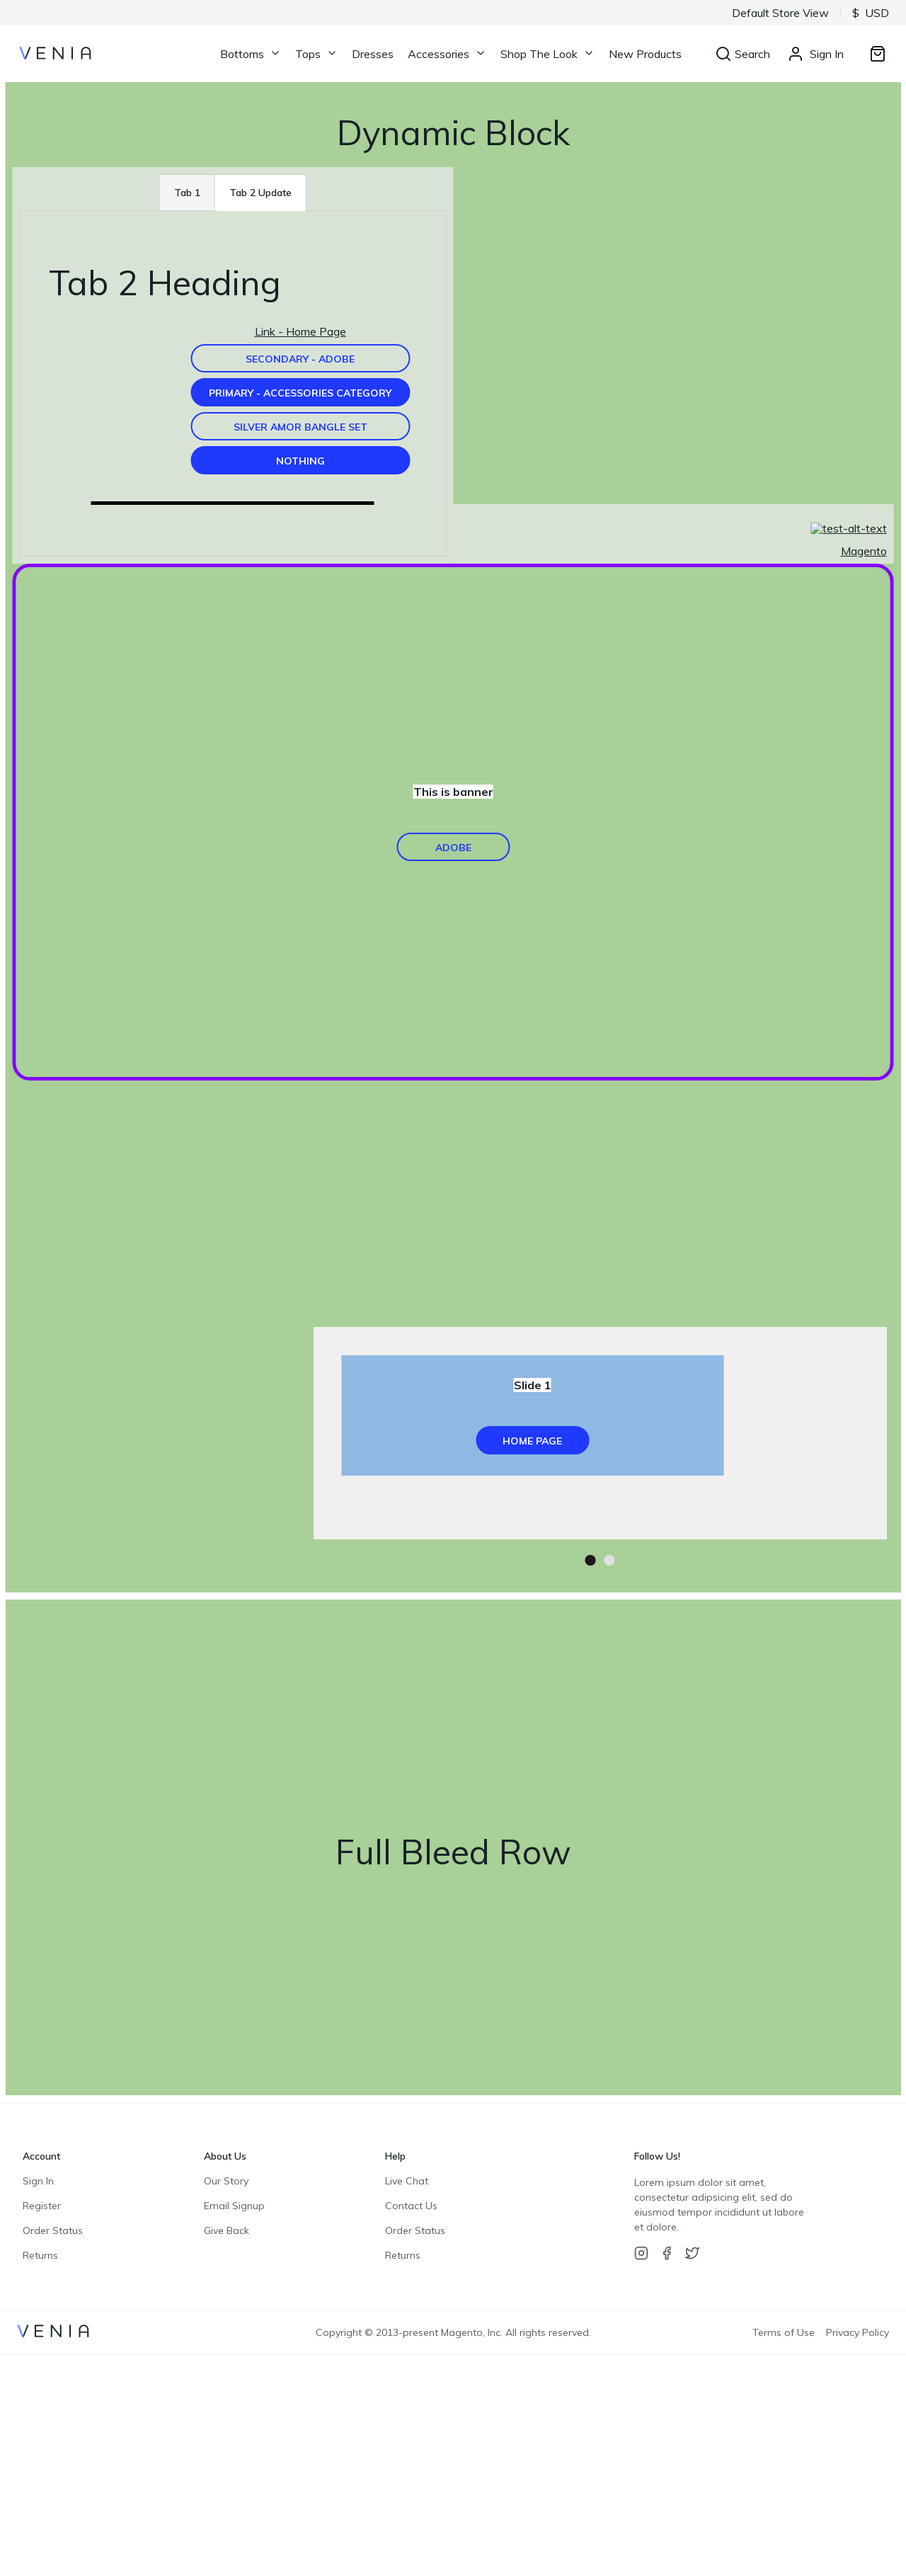 Default Store View
$ USD
VENIA
Bottoms
Tops
Dresses
Accessories
Shop The Look
New Products
Search
Sign In
Dynamic Block
Tab 1
Tab 2 Update
Tab 2 Heading
Link - Home Page
SECONDARY - ADOBE
PRIMARY - ACCESSORIES CATEGORY
SILVER AMOR BANGLE SET
NOTHING
test-alt-text
Magento
This is banner
ADOBE
Slide 1
HOME PAGE
Full Bleed Row
Account
Sign In
Register
Order Status
Returns
About Us
Our Story
Email Signup
Give Back
Help
Live Chat
Contact Us
Order Status
Returns
Follow Us!
Lorem ipsum dolor sit amet,
consectetur adipsicing elit, sed do
eiusmod tempor incididunt ut labore
et dolore.
VENIA
Copyright © 2013-present Magento, Inc. All rights reserved.
Terms of Use
Privacy Policy